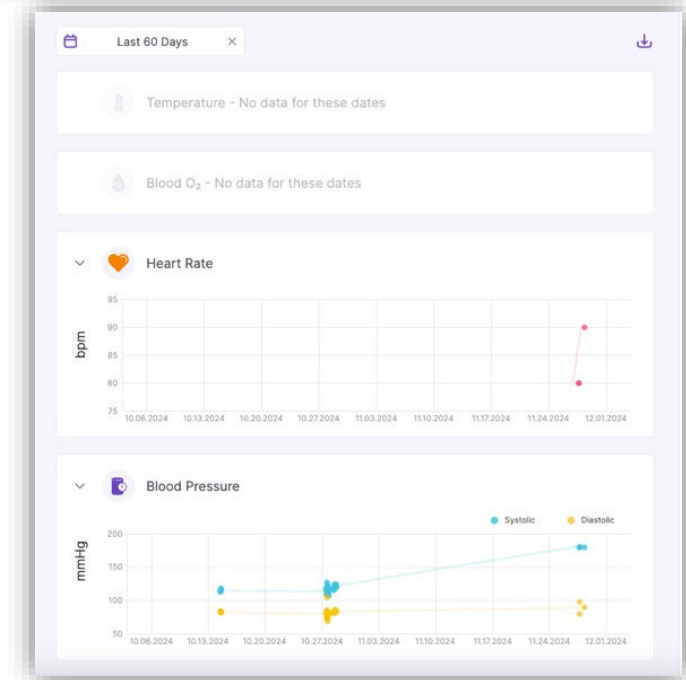 Last 60 Days
Temperature - No data for these dates
Blood O₂ - No data for these dates
Heart Rate
95
90
85
80
75
bpm
10.06.2024 10.13.2024 10.20.2024 10.27.2024 11.03.2024 11.10.2024 11.17.2024 11.24.2024 12.01.2024
Blood Pressure
Systolic Diastolic
200
150
100
50
mmHg
10.06.2024 10.13.2024 10.20.2024 10.27.2024 11.03.2024 11.10.2024 11.17.2024 11.24.2024 12.01.2024